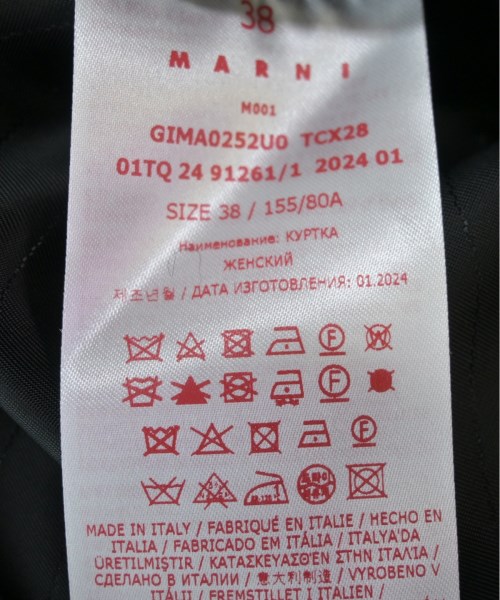 38
MARNI
M001
GIMA0252U0 TCX28
01TQ 24 91261/1 2024 01
SIZE 38 / 155/80A
Наименование: КУРТКА
ЖЕНСКИЙ
제조년월 / ДАТА ИЗГОТОВЛЕНИЯ: 01.2024
F
F
F
MADE IN ITALY / FABRIQUÉ EN ITALIE / HECHO EN
ITALIA / FABRICADO EM ITÁLIA / ITALYA'DA
ÜRETILMIŞTIR / ΚΑΤΑΣΚΕΥΑΣΘΕΝ ΣΤΗΝ ΙΤΑΛΙΑ /
СДЕЛАНО В ИТАЛИИ / 意大利制造 / VYROBENO V
ITÁLII / FREMSTILLET I